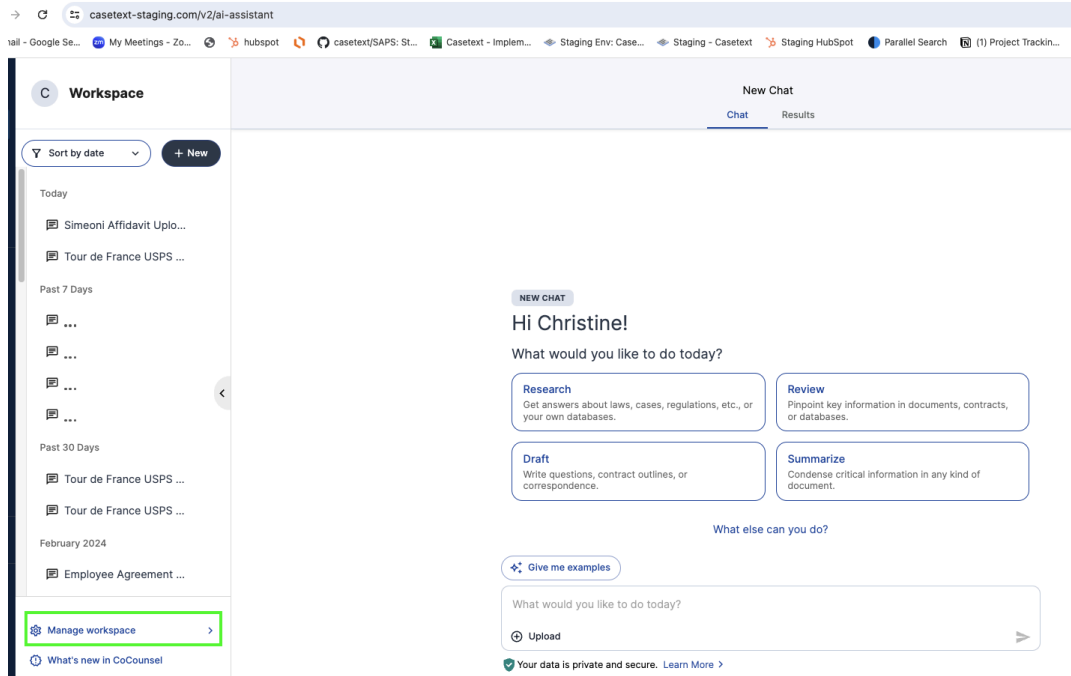 casetext-staging.com/v2/ai-assistant
ail - Google Se... zm My Meetings - Zo... hubspot casetext/SAPS: St... Casetext - Implem... Staging Env: Case... Staging - Casetext Staging HubSpot Parallel Search (1) Project Trackin...
C Workspace
New Chat
Chat Results
Sort by date + New
Today
Simeoni Affidavit Uplo...
Tour de France USPS ...
Past 7 Days
...
...
...
...
Past 30 Days
Tour de France USPS ...
Tour de France USPS ...
February 2024
Employee Agreement ...
Manage workspace
What's new in CoCounsel
NEW CHAT
Hi Christine!
What would you like to do today?
Research
Get answers about laws, cases, regulations, etc., or
your own databases.
Review
Pinpoint key information in documents, contracts,
or databases.
Draft
Write questions, contract outlines, or
correspondence.
Summarize
Condense critical information in any kind of
document.
What else can you do?
Give me examples
What would you like to do today?
Upload
Your data is private and secure. Learn More